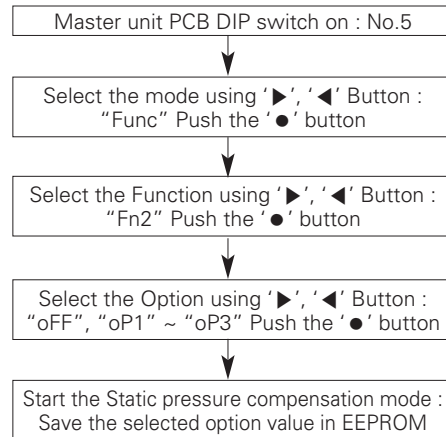 Master unit PCB DIP switch on : No.5
Select the mode using ‘▶’, ‘◀’ Button :
“Func” Push the ‘●’ button
Select the Function using ‘▶’, ‘◀’ Button :
“Fn2” Push the ‘●’ button
Select the Option using ‘▶’, ‘◀’ Button :
“oFF”, “oP1” ~ “oP3” Push the ‘●’ button
Start the Static pressure compensation mode :
Save the selected option value in EEPROM